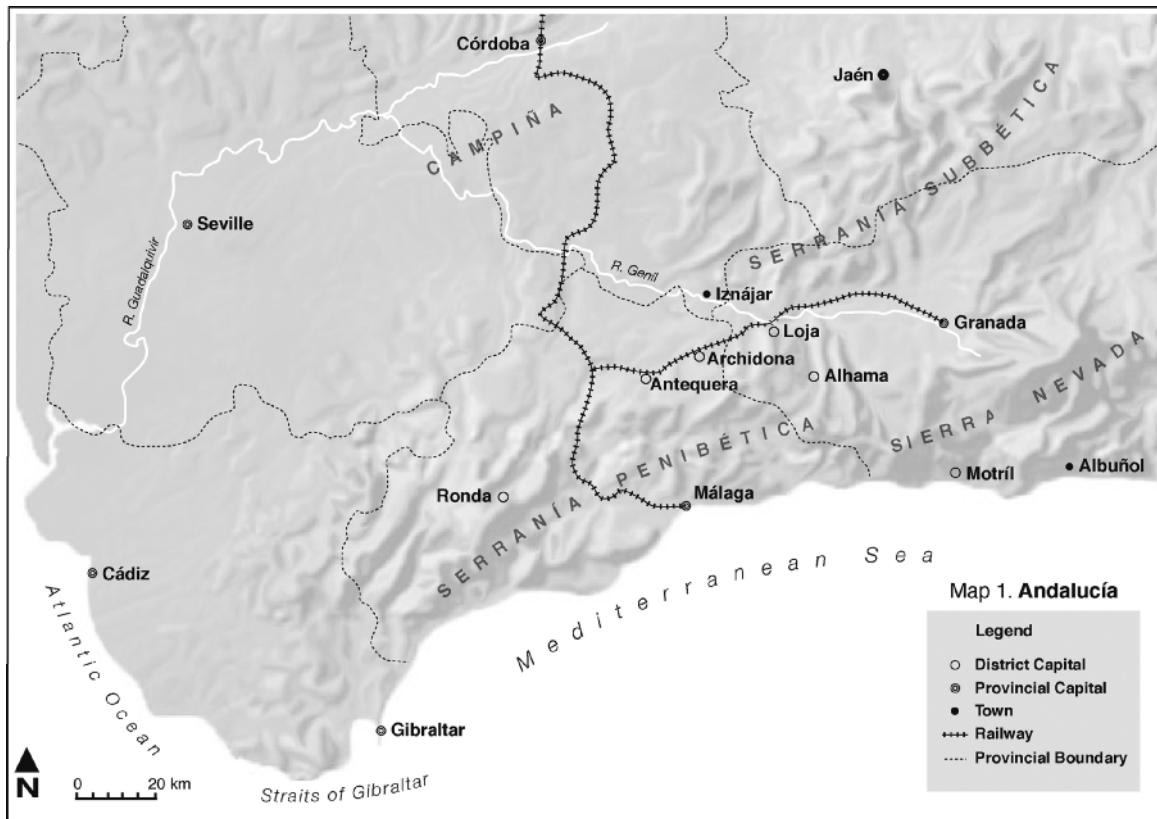 Córdoba
Jaén
CAMPIÑA
SERRANÍA SUBBÉTICA
Seville
R. Guadalquivir
R. Genil
Iznájar
Loja
Granada
Archidona
Antequera
Alhama
SIERRA NEVADA
SERRANÍA PENIBÉTICA
Ronda
Málaga
Motríl
Albuñol
Cádiz
Mediterranean Sea
Atlantic Ocean
Gibraltar
Straits of Gibraltar
N
0 20 km
Map 1. Andalucía
Legend
District Capital
Provincial Capital
Town
Railway
Provincial Boundary